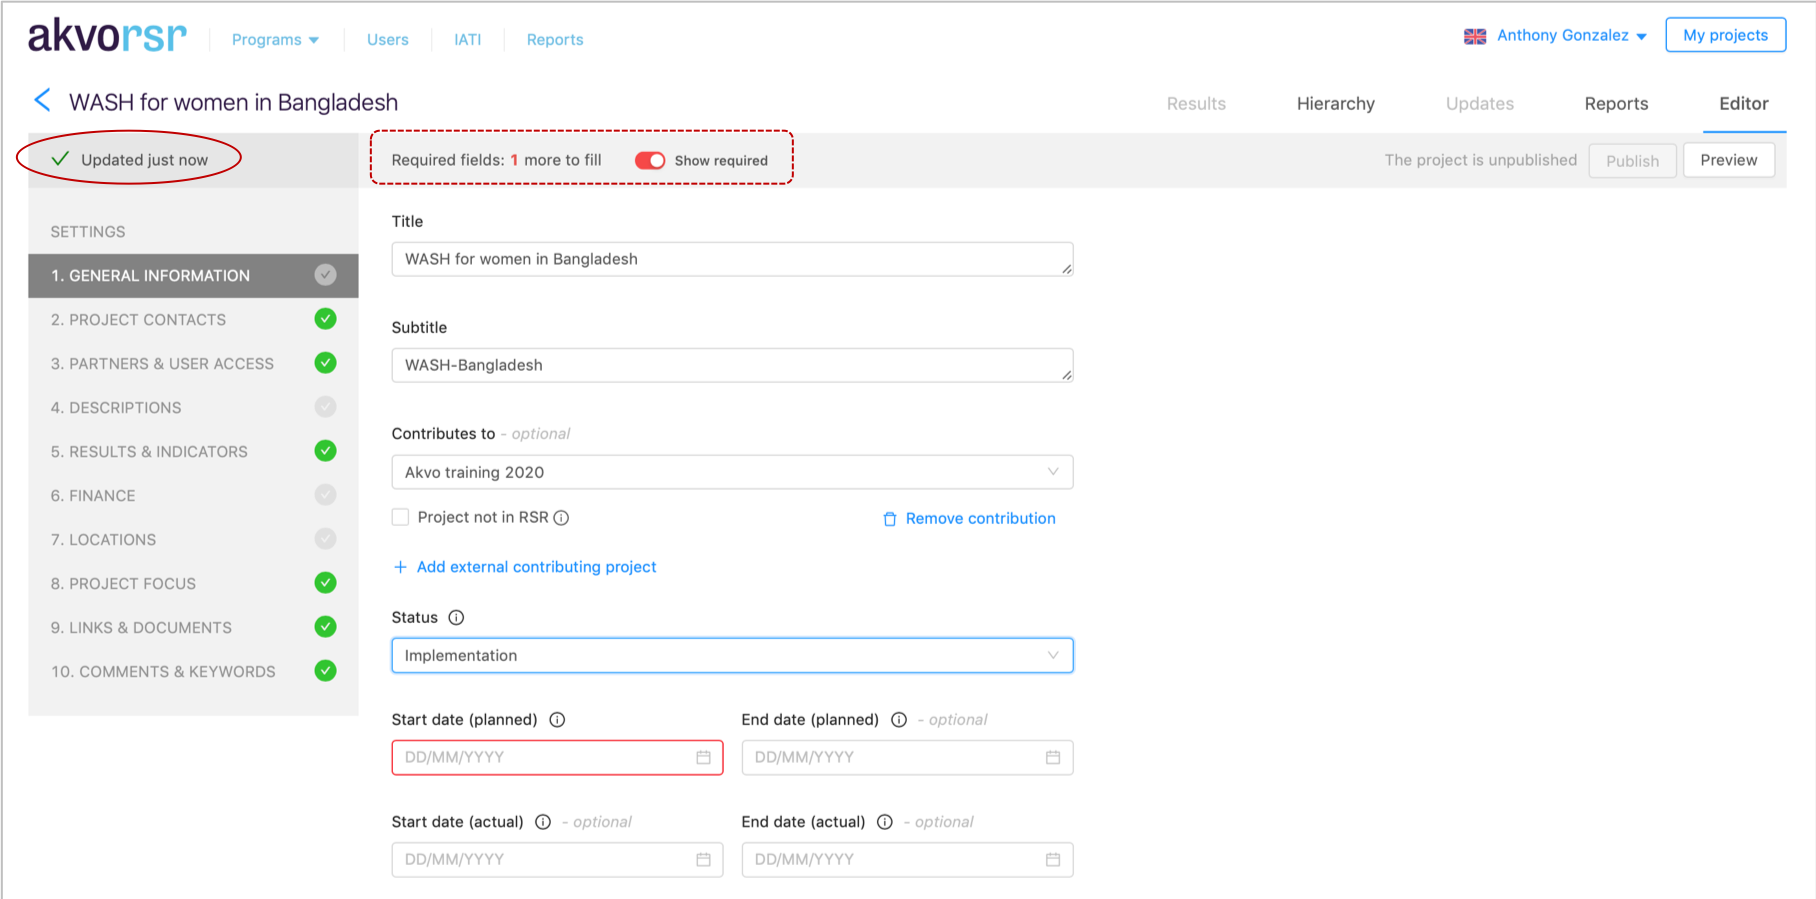 akvorsr
Programs
Users
IATI
Reports
Anthony Gonzalez
My projects
WASH for women in Bangladesh
Results
Hierarchy
Updates
Reports
Editor
Updated just now
Required fields: 1 more to fill
Show required
The project is unpublished
Publish
Preview
SETTINGS
1. GENERAL INFORMATION
2. PROJECT CONTACTS
3. PARTNERS & USER ACCESS
4. DESCRIPTIONS
5. RESULTS & INDICATORS
6. FINANCE
7. LOCATIONS
8. PROJECT FOCUS
9. LINKS & DOCUMENTS
10. COMMENTS & KEYWORDS
Title
WASH for women in Bangladesh
Subtitle
WASH-Bangladesh
Contributes to - optional
Akvo training 2020
Project not in RSR
Remove contribution
+ Add external contributing project
Status
Implementation
Start date (planned)
End date (planned) - optional
DD/MM/YYYY
DD/MM/YYYY
Start date (actual) - optional
End date (actual) - optional
DD/MM/YYYY
DD/MM/YYYY